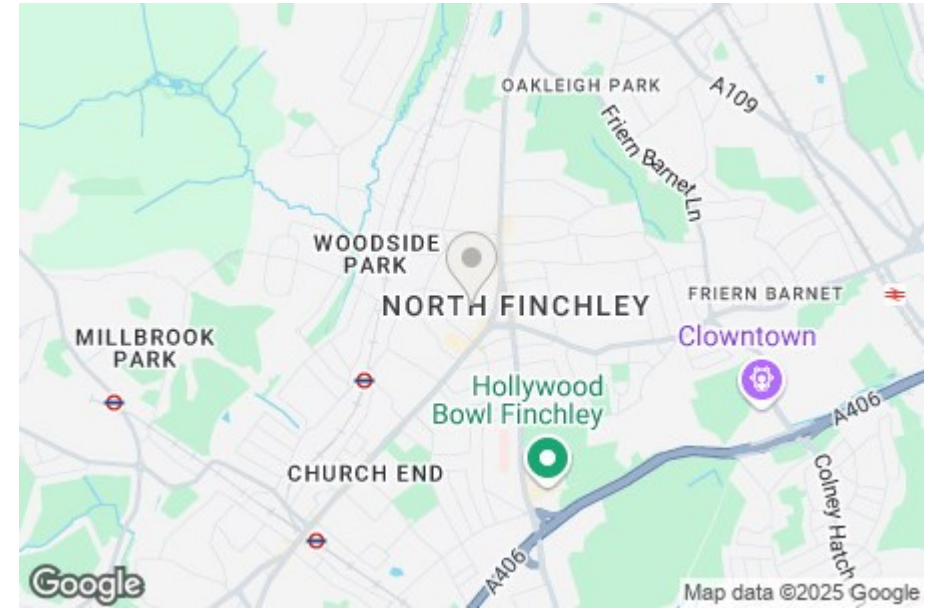 OAKLEIGH PARK
A109
Friern Barnet Ln
WOODSIDE
PARK
NORTH FINCHLEY
FRIERN BARNET
MILLBROOK
PARK
Clowntown
Hollywood
Bowl Finchley
A406
CHURCH END
Colney Hatch
A406
Google
Map data ©2025 Google